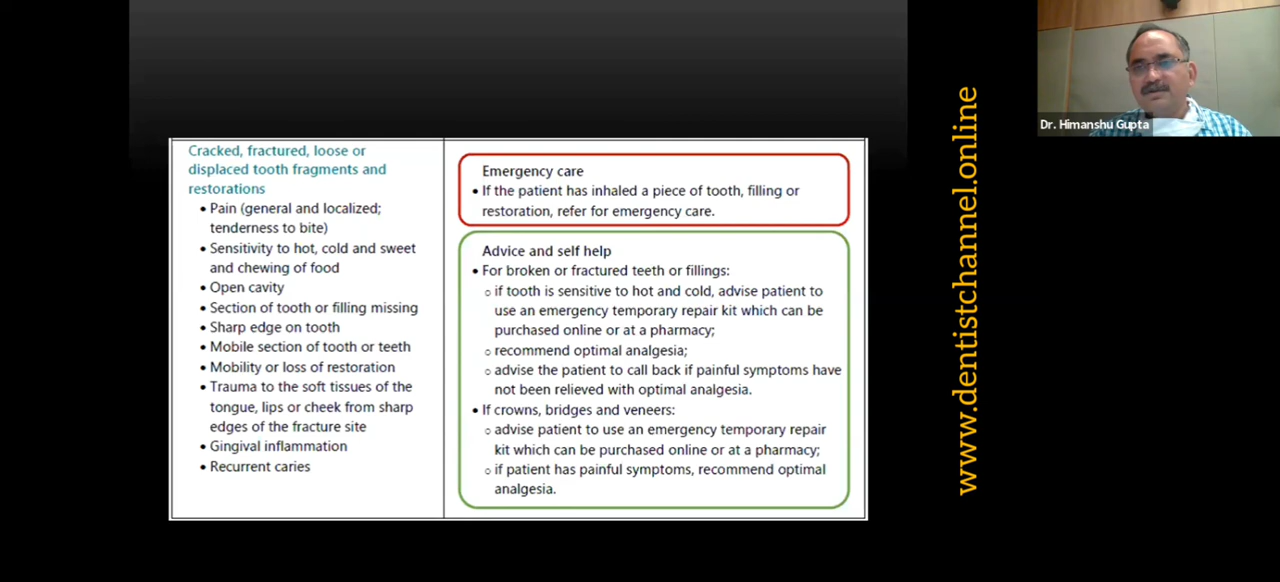 Cracked, fractured, loose or
displaced tooth fragments and
restorations
• Pain (general and localized;
tenderness to bite)
• Sensitivity to hot, cold and sweet
and chewing of food
• Open cavity
• Section of tooth or filling missing
• Sharp edge on tooth
• Mobile section of tooth or teeth
• Mobility or loss of restoration
• Trauma to the soft tissues of the
tongue, lips or cheek from sharp
edges of the fracture site
• Gingival inflammation
• Recurrent caries
Emergency care
• If the patient has inhaled a piece of tooth, filling or
restoration, refer for emergency care.
Advice and self help
• For broken or fractured teeth or fillings:
○ if tooth is sensitive to hot and cold, advise patient to
use an emergency temporary repair kit which can be
purchased online or at a pharmacy;
○ recommend optimal analgesia;
○ advise the patient to call back if painful symptoms have
not been relieved with optimal analgesia.
• If crowns, bridges and veneers:
○ advise patient to use an emergency temporary repair
kit which can be purchased online or at a pharmacy;
○ if patient has painful symptoms, recommend optimal
analgesia.
www.dentistchannel.online
Dr. Himanshu Gupta